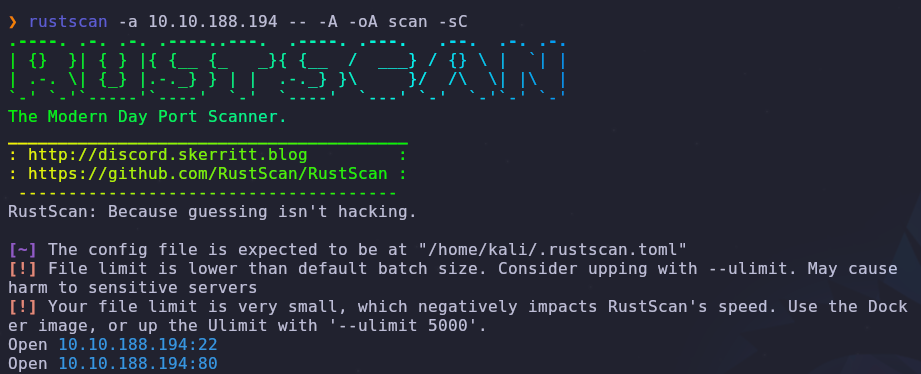 ❯ rustscan -a 10.10.188.194 -- -A -oA scan -sC
.----. .-. .-. .----..---.  .----. .---.   .--.  .-. .-.
| {}  }| { } |{ {__ {_   _}{ {__  /  ___} / {} \ |  `| |
| .-. \| {_} |.-._} } | |  .-._} }\     }/  /\  \| |\  |
`-' `-'`-----'`----'  `-'  `----'  `---' `-'  `-'`-' `-'
The Modern Day Port Scanner.
________________________________________
: http://discord.skerritt.blog         :
: https://github.com/RustScan/RustScan :
 --------------------------------------
RustScan: Because guessing isn't hacking.
[~] The config file is expected to be at "/home/kali/.rustscan.toml"
[!] File limit is lower than default batch size. Consider upping with --ulimit. May cause
harm to sensitive servers
[!] Your file limit is very small, which negatively impacts RustScan's speed. Use the Dock
er image, or up the Ulimit with '--ulimit 5000'.
Open 10.10.188.194:22
Open 10.10.188.194:80